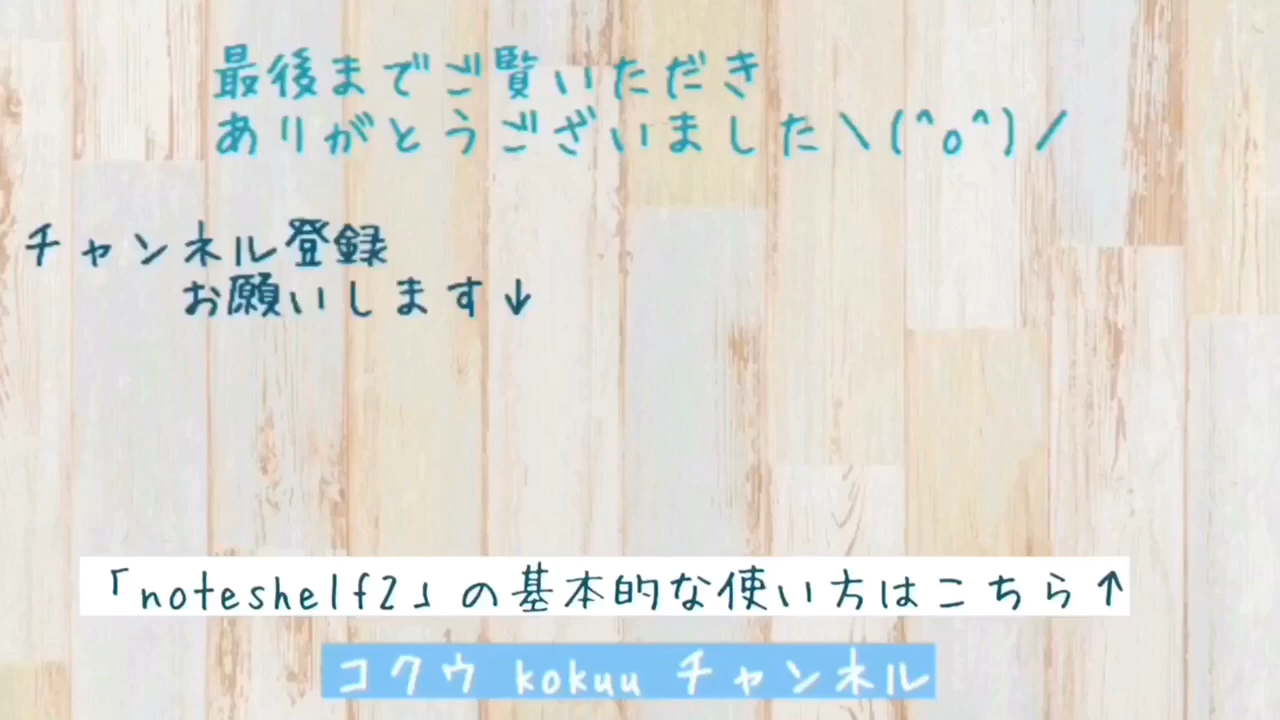 最後までご覧いただき
ありがとうございました\(^o^)/
チャンネル登録
お願いします↓
「noteshelf2」の基本的な使い方はこちら↑
コクウ kokuu チャンネル